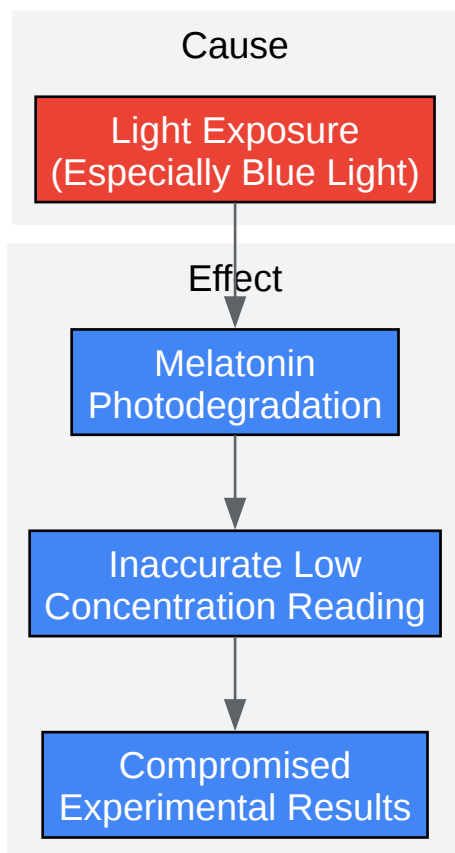 Cause
Light Exposure
(Especially Blue Light)
Effect
Melatonin
Photodegradation
Inaccurate Low
Concentration Reading
Compromised
Experimental Results